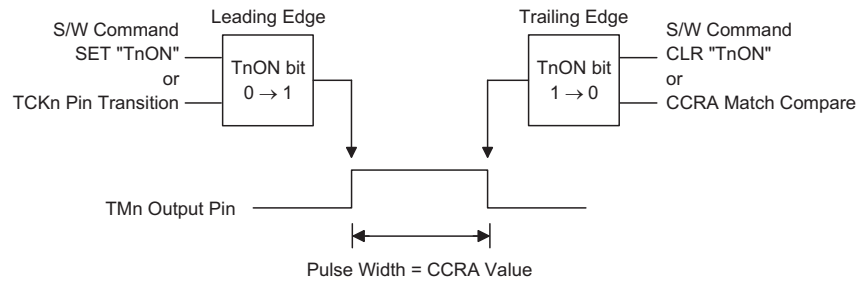 Leading Edge
S/W Command
SET "TnON"
or
TCKn Pin Transition
TnON bit
0 → 1
Trailing Edge
TnON bit
1 → 0
S/W Command
CLR "TnON"
or
CCRA Match Compare
TMn Output Pin
Pulse Width = CCRA Value